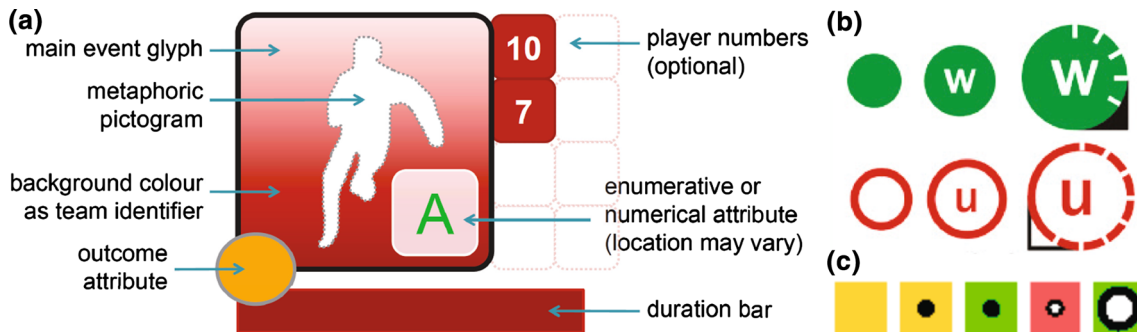 (a)
main event glyph
metaphoric
pictogram
background colour
as team identifier
outcome
attribute
10
7
A
player numbers
(optional)
enumerative or
numerical attribute
(location may vary)
duration bar
(b)
w
w
u
u
(c)